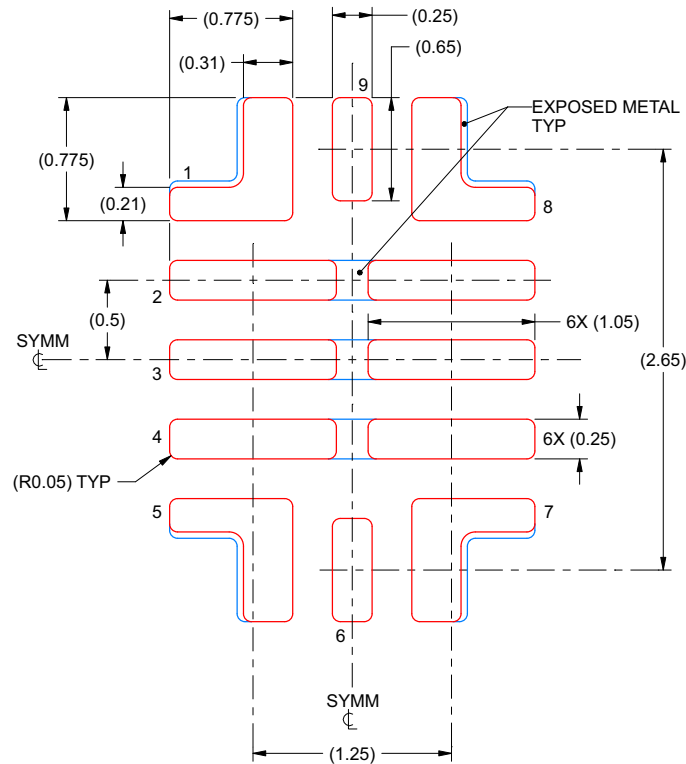 (0.775)
(0.25)
(0.31)
(0.65)
9
EXPOSED METAL
TYP
(0.775)
1
(0.21)
8
2
(0.5)
6X (1.05)
SYMM
℄
(2.65)
3
4
6X (0.25)
(R0.05) TYP
5
7
6
SYMM
℄
(1.25)